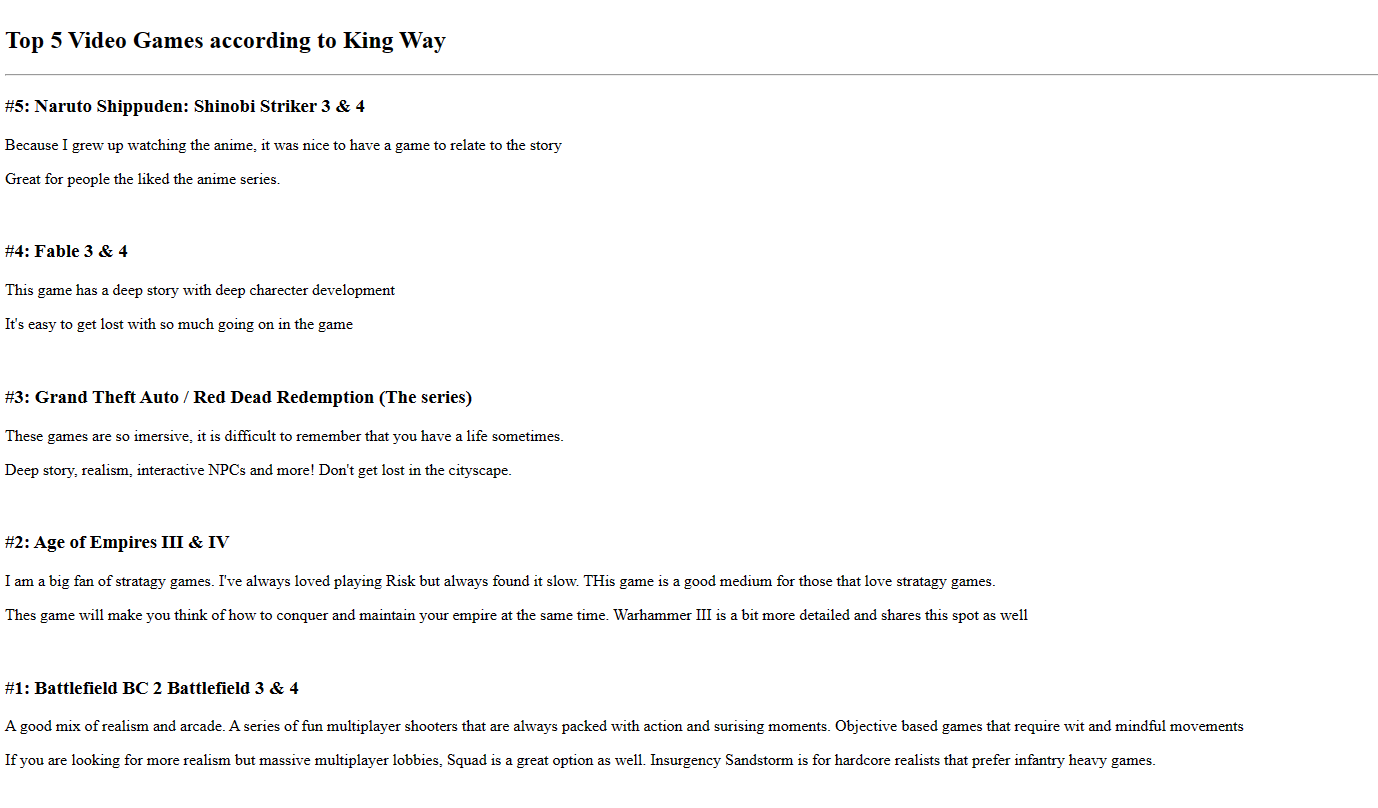 Top 5 Video Games according to King Way
#5: Naruto Shippuden: Shinobi Striker 3 & 4
Because I grew up watching the anime, it was nice to have a game to relate to the story
Great for people the liked the anime series.
#4: Fable 3 & 4
This game has a deep story with deep charecter development
It's easy to get lost with so much going on in the game
#3: Grand Theft Auto / Red Dead Redemption (The series)
These games are so imersive, it is difficult to remember that you have a life sometimes.
Deep story, realism, interactive NPCs and more! Don't get lost in the cityscape.
#2: Age of Empires III & IV
I am a big fan of stratagy games. I've always loved playing Risk but always found it slow. THis game is a good medium for those that love stratagy games.
Thes game will make you think of how to conquer and maintain your empire at the same time. Warhammer III is a bit more detailed and shares this spot as well
#1: Battlefield BC 2 Battlefield 3 & 4
A good mix of realism and arcade. A series of fun multiplayer shooters that are always packed with action and surising moments. Objective based games that require wit and mindful movements
If you are looking for more realism but massive multiplayer lobbies, Squad is a great option as well. Insurgency Sandstorm is for hardcore realists that prefer infantry heavy games.